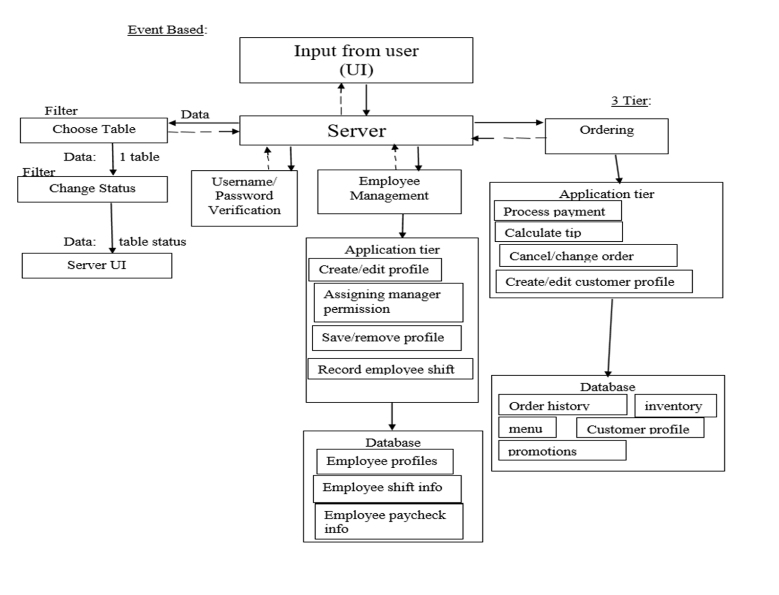 Event Based:
Input from user
(UI)
3 Tier:
Filter
Data
Choose Table
Server
Ordering
Data: 1 table
Filter
Change Status
Username/
Password
Verification
Employee
Management
Application tier
Process payment
Calculate tip
Cancel/change order
Create/edit customer profile
Data: table status
Server UI
Application tier
Create/edit profile
Assigning manager
permission
Save/remove profile
Record employee shift
Database
Order history
inventory
menu
Customer profile
promotions
Database
Employee profiles
Employee shift info
Employee paycheck
info